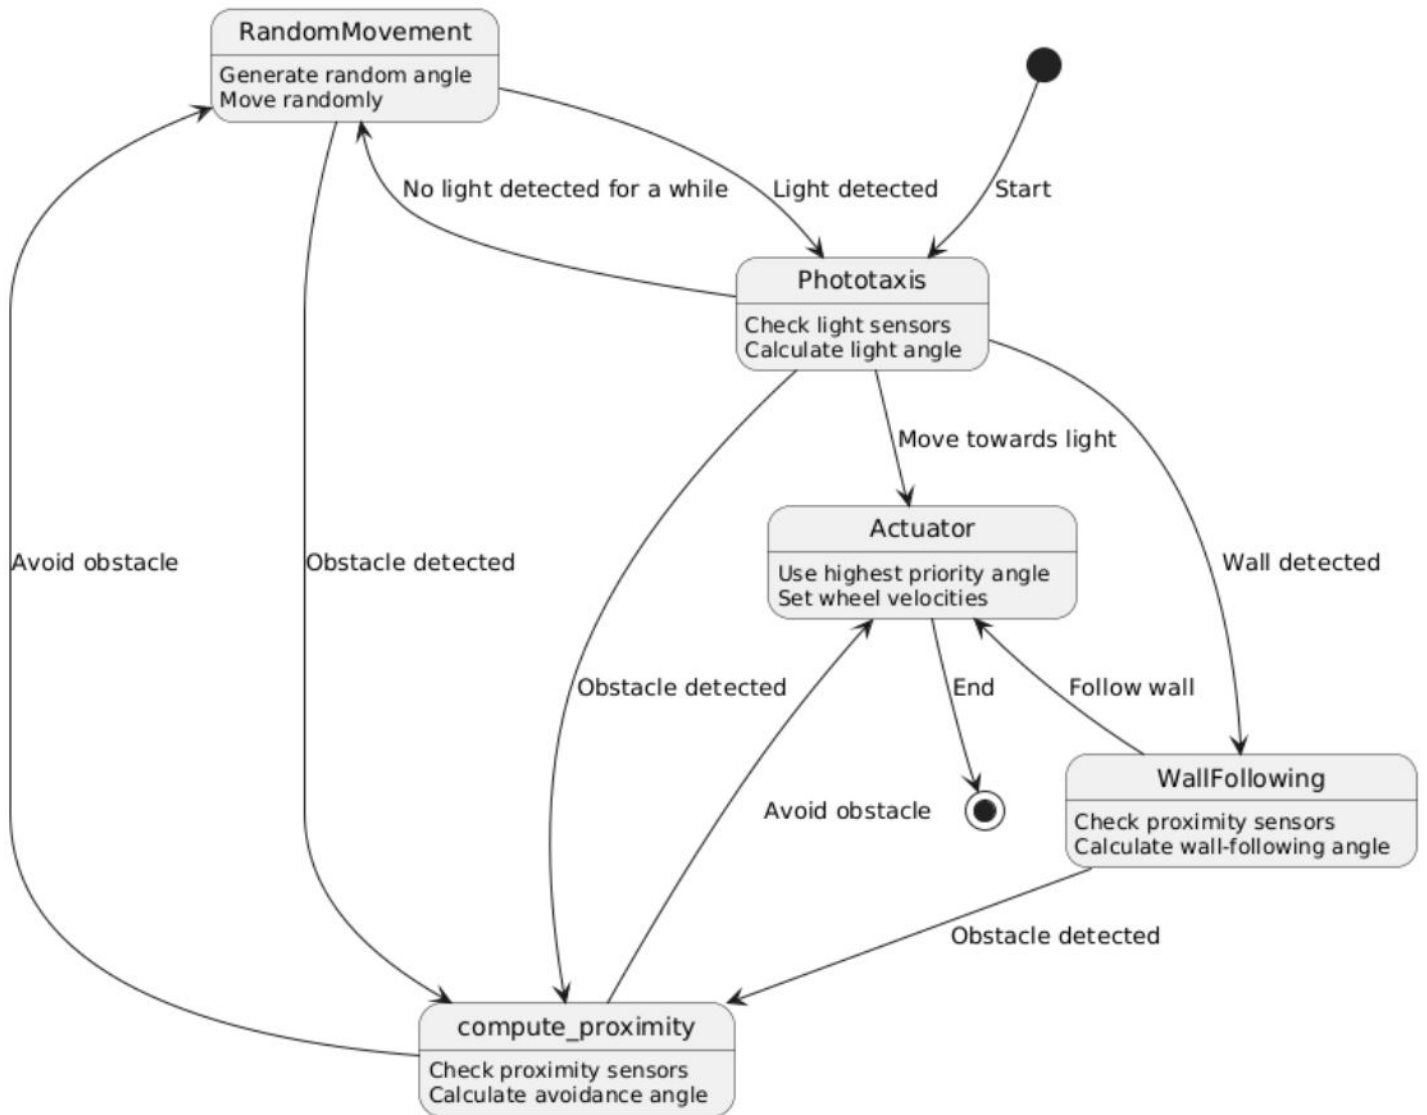 RandomMovement
Generate random angle
Move randomly
No light detected for a while
Light detected
Start
Phototaxis
Check light sensors
Calculate light angle
Move towards light
Actuator
Use highest priority angle
Set wheel velocities
Avoid obstacle
Obstacle detected
Wall detected
Obstacle detected
End
Follow wall
Avoid obstacle
WallFollowing
Check proximity sensors
Calculate wall-following angle
Obstacle detected
compute_proximity
Check proximity sensors
Calculate avoidance angle